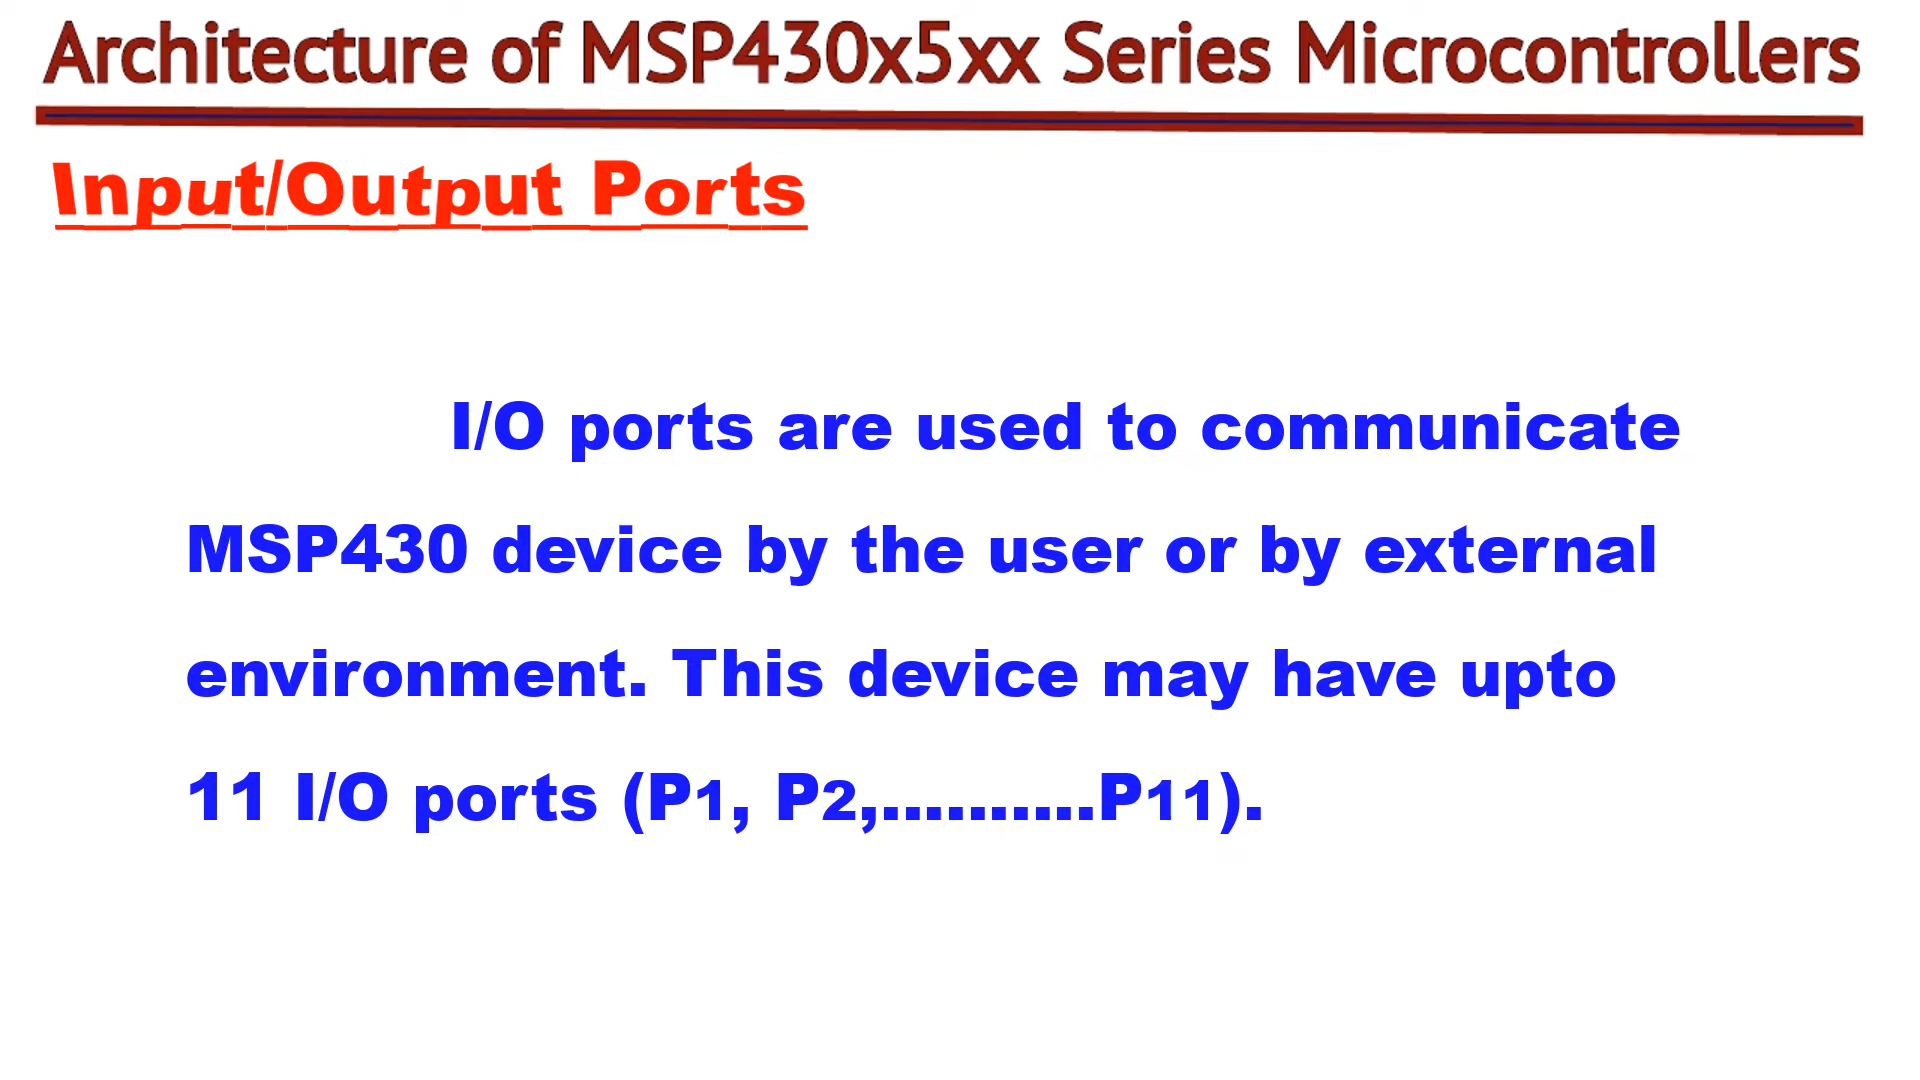 Architecture of MSP430x5xx Series Microcontrollers
Input/Output Ports
I/O ports are used to communicate
MSP430 device by the user or by external
environment. This device may have upto
11 I/O ports (P1, P2,..........P11).